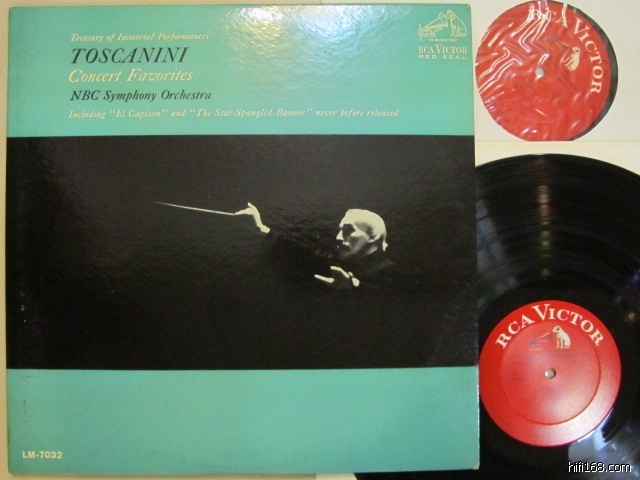 Treasury of Immortal Performances
TOSCANINI
Concert Favorites
NBC Symphony Orchestra
Including "El Capitan" and "The Star-Spangled Banner" never before released
RCA VICTOR
RED SEAL
LM-7032
RCA VICTOR
RCA VICTOR
hifi168.com